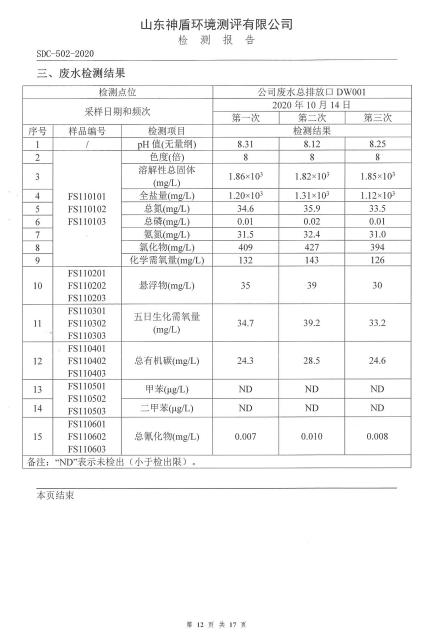 山东神盾环境测评有限公司
检 测 报 告
SDC-502-2020
三、废水检测结果
检测点位 公司废水总排放口 DW001
采样日期和频次 2020 年 10 月 14 日
第一次 第二次 第三次
序号 样品编号 检测项目 检测结果
1 / pH 值(无量纲) 8.31 8.12 8.25
2 FS110101 FS110102 FS110103 色度(倍) 8 8 8
3 溶解性总固体(mg/L) 1.86×10³ 1.82×10³ 1.85×10³
4 全盐量(mg/L) 1.20×10³ 1.31×10³ 1.12×10³
5 总氮(mg/L) 34.6 35.9 33.5
6 总磷(mg/L) 0.01 0.02 0.01
7 氨氮(mg/L) 31.5 32.4 31.0
8 氯化物(mg/L) 409 427 394
9 化学需氧量(mg/L) 132 143 126
10 FS110201 FS110202 FS110203 悬浮物(mg/L) 35 39 30
11 FS110301 FS110302 FS110303 五日生化需氧量(mg/L) 34.7 39.2 33.2
12 FS110401 FS110402 FS110403 总有机碳(mg/L) 24.3 28.5 24.6
13 FS110501 FS110502 FS110503 甲苯(μg/L) ND ND ND
14 二甲苯(μg/L) ND ND ND
15 FS110601 FS110602 FS110603 总氰化物(mg/L) 0.007 0.010 0.008
备注：“ND”表示未检出（小于检出限）。
本页结束
第 12 页 共 17 页